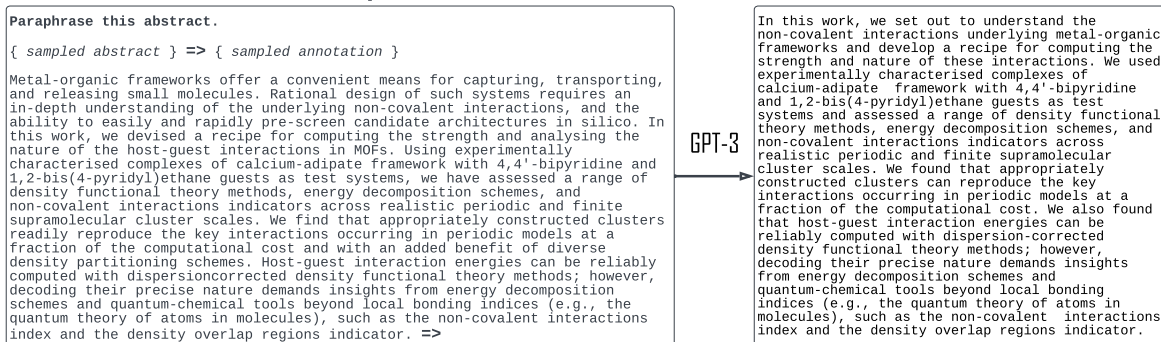 Paraphrase this abstract.
{ sampled abstract } => { sampled annotation }
Metal-organic frameworks offer a convenient means for capturing, transporting,
and releasing small molecules. Rational design of such systems requires an
in-depth understanding of the underlying non-covalent interactions, and the
ability to easily and rapidly pre-screen candidate architectures in silico. In
this work, we devised a recipe for computing the strength and analysing the
nature of the host-guest interactions in MOFs. Using experimentally
characterised complexes of calcium-adipate framework with 4,4'-bipyridine and
1,2-bis(4-pyridyl)ethane guests as test systems, we have assessed a range of
density functional theory methods, energy decomposition schemes, and
non-covalent interactions indicators across realistic periodic and finite
supramolecular cluster scales. We find that appropriately constructed clusters
readily reproduce the key interactions occurring in periodic models at a
fraction of the computational cost and with an added benefit of diverse
density partitioning schemes. Host-guest interaction energies can be reliably
computed with dispersioncorrected density functional theory methods; however,
decoding their precise nature demands insights from energy decomposition
schemes and quantum-chemical tools beyond local bonding indices (e.g., the
quantum theory of atoms in molecules), such as the non-covalent interactions
index and the density overlap regions indicator. =>
GPT-3
In this work, we set out to understand the
non-covalent interactions underlying metal-organic
frameworks and develop a recipe for computing the
strength and nature of these interactions. We used
experimentally characterised complexes of
calcium-adipate framework with 4,4'-bipyridine
and 1,2-bis(4-pyridyl)ethane guests as test
systems and assessed a range of density functional
theory methods, energy decomposition schemes, and
non-covalent interactions indicators across
realistic periodic and finite supramolecular
cluster scales. We found that appropriately
constructed clusters can reproduce the key
interactions occurring in periodic models at a
fraction of the computational cost. We also found
that host-guest interaction energies can be
reliably computed with dispersion-corrected
density functional theory methods; however,
decoding their precise nature demands insights
from energy decomposition schemes and
quantum-chemical tools beyond local bonding
indices (e.g., the quantum theory of atoms in
molecules), such as the non-covalent interactions
index and the density overlap regions indicator.